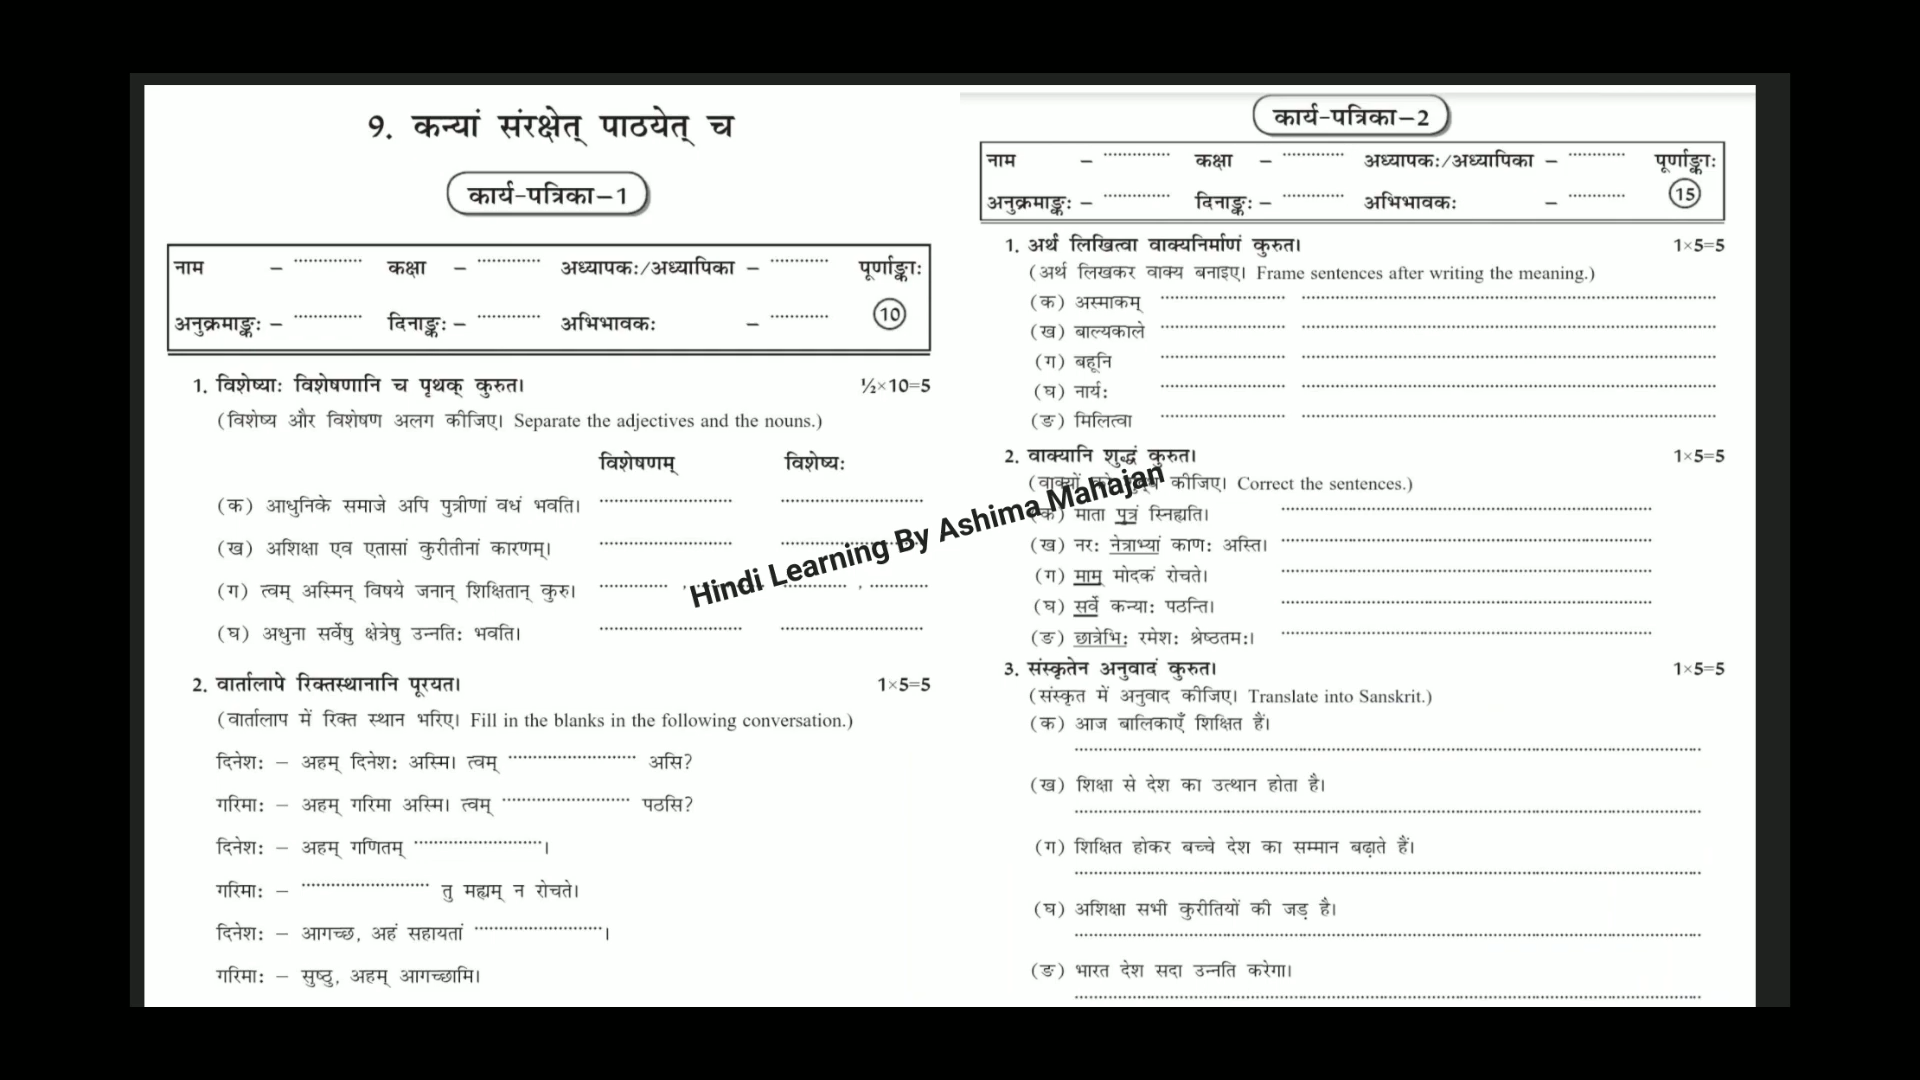 9. कन्यां संरक्षेत् पाठयेत् च
कार्य-पत्रिका–1
नाम – ............. कक्षा – ............ अध्यापकः/अध्यापिका – ........... पूर्णाङ्काः
अनुक्रमाङ्कः – ............. दिनाङ्कः – ............ अभिभावकः – ........... 10
1. विशेष्याः विशेषणानि च पृथक् कुरुत। ½×10=5
(विशेष्य और विशेषण अलग कीजिए। Separate the adjectives and the nouns.)
विशेषणम् विशेष्यः
(क) आधुनिके समाजे अपि पुत्रीणां वधं भवति। .......................... ..........................
(ख) अशिक्षा एव एतासां कुरीतीनां कारणम्। .......................... ..........................
(ग) त्वम् अस्मिन् विषये जनान् शिक्षितान् कुरु। ............. , ............. ............. , ...........
(घ) अधुना सर्वेषु क्षेत्रेषु उन्नतिः भवति। .......................... ..........................
2. वार्तालापे रिक्तस्थानानि पूरयत। 1×5=5
(वार्तालाप में रिक्त स्थान भरिए। Fill in the blanks in the following conversation.)
दिनेशः – अहम् दिनेशः अस्मि। त्वम् ......................... असि?
गरिमाः – अहम् गरिमा अस्मि। त्वम् ......................... पठसि?
दिनेशः – अहम् गणितम् .........................।
गरिमाः – ......................... तु मह्यम् न रोचते।
दिनेशः – आगच्छ, अहं सहायतां .........................।
गरिमाः – सुष्ठु, अहम् आगच्छामि।
कार्य-पत्रिका–2
नाम – ............. कक्षा – ............ अध्यापकः/अध्यापिका – ........... पूर्णाङ्काः
अनुक्रमाङ्कः – ............. दिनाङ्कः – ............ अभिभावकः – ........... 15
1. अर्थं लिखित्वा वाक्यनिर्माणं कुरुत। 1×5=5
(अर्थ लिखकर वाक्य बनाइए। Frame sentences after writing the meaning.)
(क) अस्माकम् ......................... .........................
(ख) बाल्यकाले ......................... .........................
(ग) बहूनि ......................... .........................
(घ) नार्यः ......................... .........................
(ङ) मिलित्वा ......................... .........................
2. वाक्यानि शुद्धं कुरुत। 1×5=5
(वाक्यों को शुद्ध कीजिए। Correct the sentences.)
(क) माता पुत्रं स्निह्यति। .........................
(ख) नरः नेत्राभ्यां काणः अस्ति। .........................
(ग) माम् मोदकं रोचते। .........................
(घ) सर्वे कन्याः पठन्ति। .........................
(ङ) छात्रेभिः रमेशः श्रेष्ठतमः। .........................
3. संस्कृतेन अनुवादं कुरुत। 1×5=5
(संस्कृत में अनुवाद कीजिए। Translate into Sanskrit.)
(क) आज बालिकाएँ शिक्षित हैं।
.........................
(ख) शिक्षा से देश का उत्थान होता है।
.........................
(ग) शिक्षित होकर बच्चे देश का सम्मान बढ़ाते हैं।
.........................
(घ) अशिक्षा सभी कुरीतियों की जड़ है।
.........................
(ङ) भारत देश सदा उन्नति करेगा।
.........................
Hindi Learning By Ashima Mahajan